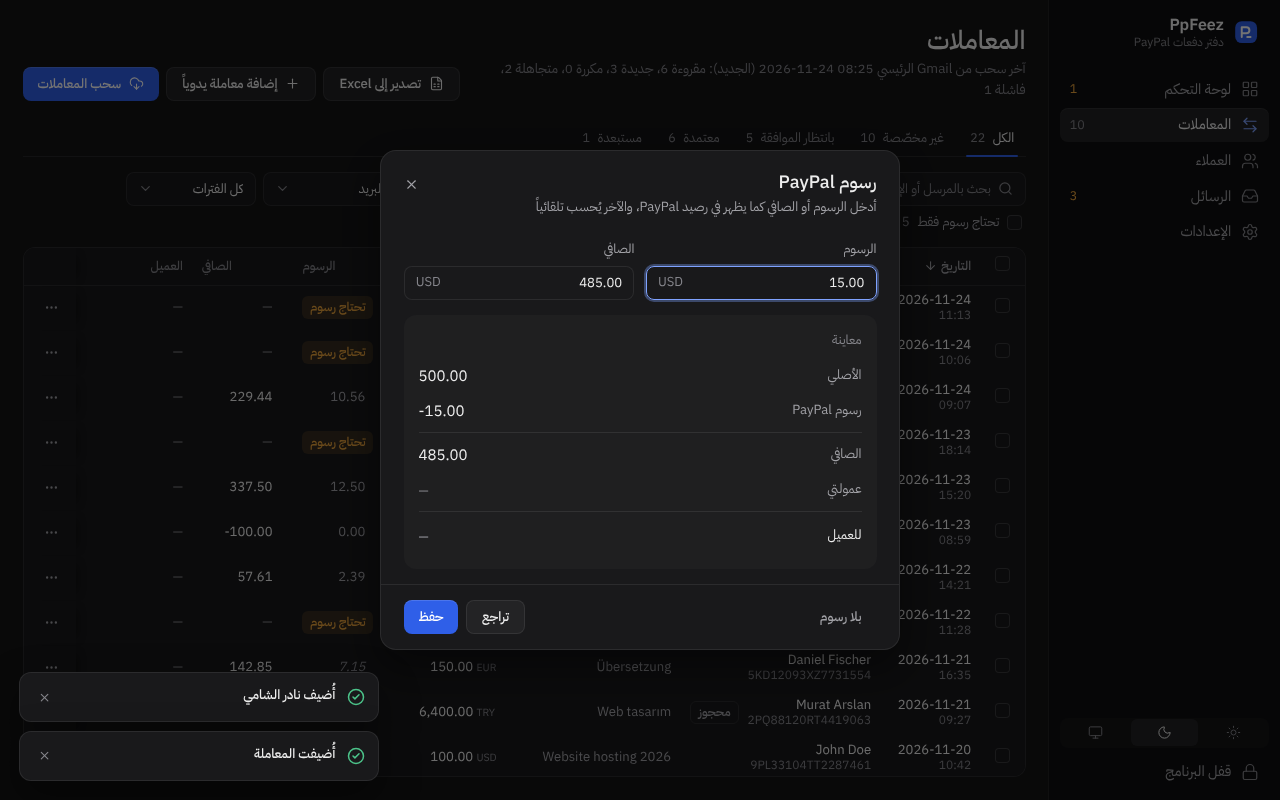 PpFeez
دفتر دفعات PayPal
لوحة التحكم 1
المعاملات 10
العملاء
الرسائل 3
الإعدادات
قفل البرنامج
المعاملات
آخر سحب من Gmail الرئيسي 08:25 2026-11-24 (الجديد): مقروءة 6، جديدة 3، مكررة 0، متجاهلة 2،
فاشلة 1
تصدير إلى Excel
إضافة معاملة يدوياً
سحب المعاملات
الكل 22
غير مخصّصة 10
بانتظار الموافقة 5
معتمدة 6
مستبعدة 1
بحث بالمرسل أو
البريد
كل الفترات
تحتاج رسوم فقط 5
التاريخ
الرسوم
الصافي
العميل
2026-11-24 تحتاج رسوم — —
11:13
2026-11-24 تحتاج رسوم — —
10:06
2026-11-24 10.56 229.44 —
09:07
2026-11-23 تحتاج رسوم — —
18:14
2026-11-23 12.50 337.50 —
15:20
2026-11-23 0.00 -100.00 —
08:59
2026-11-22 2.39 57.61 —
14:21
2026-11-22 تحتاج رسوم — —
11:28
2026-11-21 Daniel Fischer Übersetzung 150.00 EUR 7.15 142.85 —
16:35 5KD12093XZ7731554
2026-11-21 Murat Arslan محجوز Web tasarım 6,400.00 TRY
09:27 2PQ88120RT4419063
2026-11-20 John Doe Website hosting 2026 100.00 USD
10:42 9PL33104TT2287461
رسوم PayPal
أدخل الرسوم أو الصافي كما يظهر في رصيد PayPal، والآخر يُحسب تلقائياً
الرسوم
15.00 USD
الصافي
485.00 USD
معاينة
الأصلي 500.00
رسوم PayPal -15.00
الصافي 485.00
عمولتي —
للعميل —
بلا رسوم
تراجع
حفظ
أُضيف نادر الشامي
أُضيفت المعاملة